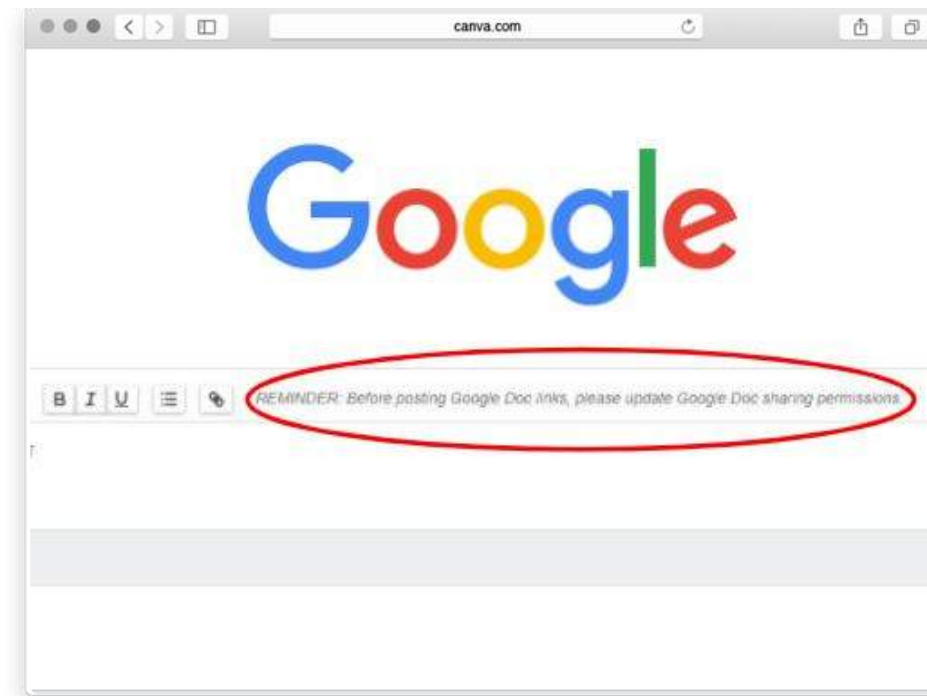 canva.com
Google
B I U REMINDER: Before posting Google Doc links, please update Google Doc sharing permissions.